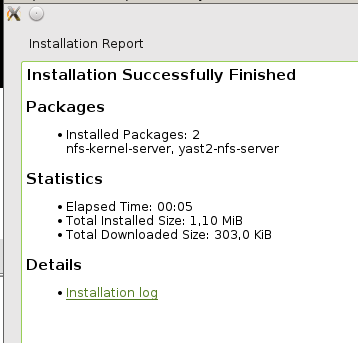 Installation Report
Installation Successfully Finished
Packages
• Installed Packages: 2
nfs-kernel-server, yast2-nfs-server
Statistics
• Elapsed Time: 00:05
• Total Installed Size: 1,10 MiB
• Total Downloaded Size: 303,0 KiB
Details
• Installation log